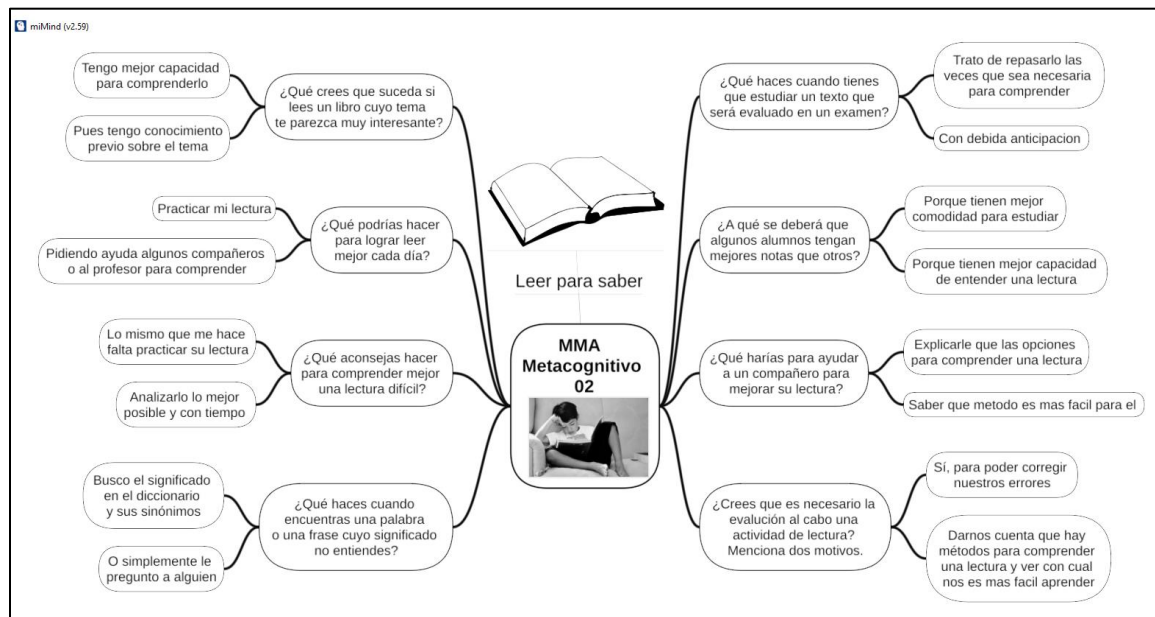 miMind (v2.59)
Tengo mejor capacidad
para comprenderlo
Pues tengo conocimiento
previo sobre el tema
¿Qué crees que suceda si
lees un libro cuyo tema
te parezca muy interesante?
Practicar mi lectura
Pidiendo ayuda algunos compañeros
o al profesor para comprender
¿Qué podrías hacer
para lograr leer
mejor cada día?
Lo mismo que me hace
falta practicar su lectura
Analizarlo lo mejor
posible y con tiempo
¿Qué aconsejas hacer
para comprender mejor
una lectura difícil?
Busco el significado
en el diccionario
y sus sinónimos
O simplemente le
pregunto a alguien
¿Qué haces cuando
encuentras una palabra
o una frase cuyo significado
no entiendes?
Leer para saber
MMA
Metacognitivo
02
¿Qué haces cuando tienes
que estudiar un texto que
será evaluado en un examen?
Trato de repasarlo las
veces que sea necesaria
para comprender
Con debida anticipacion
¿A qué se deberá que
algunos alumnos tengan
mejores notas que otros?
Porque tienen mejor
comodidad para estudiar
Porque tienen mejor capacidad
de entender una lectura
¿Qué harías para ayudar
a un compañero para
mejorar su lectura?
Explicarle que las opciones
para comprender una lectura
Saber que metodo es mas facil para el
¿Crees que es necesario la
evalución al cabo una
actividad de lectura?
Menciona dos motivos.
Sí, para poder corregir
nuestros errores
Darnos cuenta que hay
métodos para comprender
una lectura y ver con cual
nos es mas facil aprender